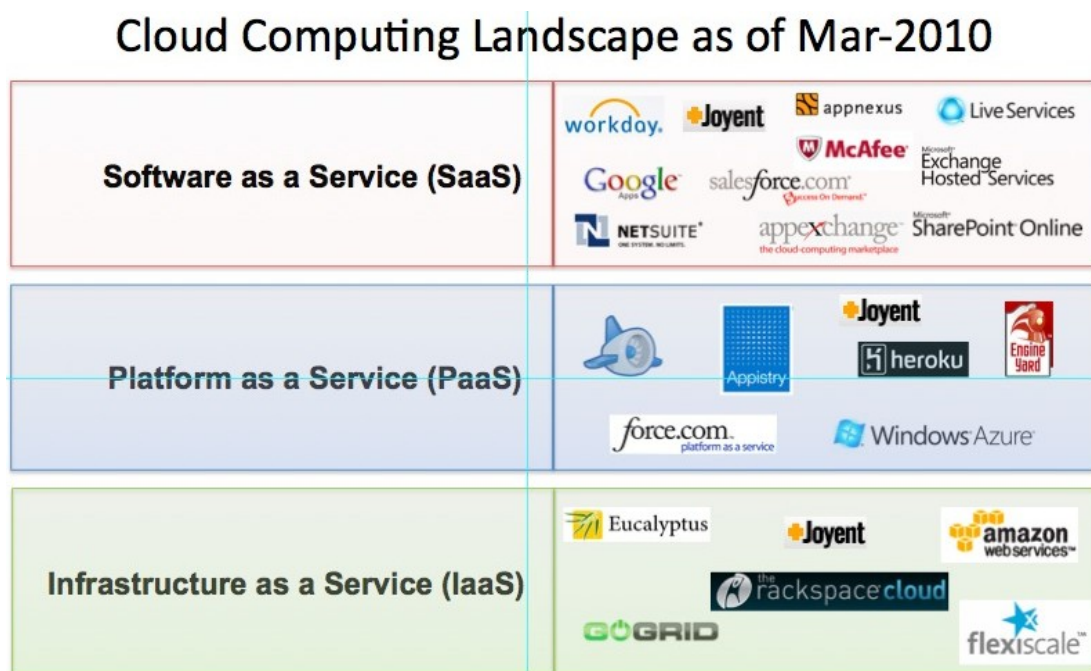 Cloud Computing Landscape as of Mar-2010
Software as a Service (SaaS)
workday.
Joyent
appnexus
Live Services
McAfee
Microsoft
Exchange
Hosted Services
Google
Apps
salesforce.com
Success On Demand.
NETSUITE
ONE SYSTEM. NO LIMITS.
appexchange
the cloud-computing marketplace
Microsoft
SharePoint Online
Platform as a Service (PaaS)
Appistry
Joyent
heroku
Engine
Yard
force.com
platform as a service
Windows Azure
Infrastructure as a Service (IaaS)
Eucalyptus
Joyent
amazon
webservices™
the
rackspace cloud
GOGRID
flexiscale™